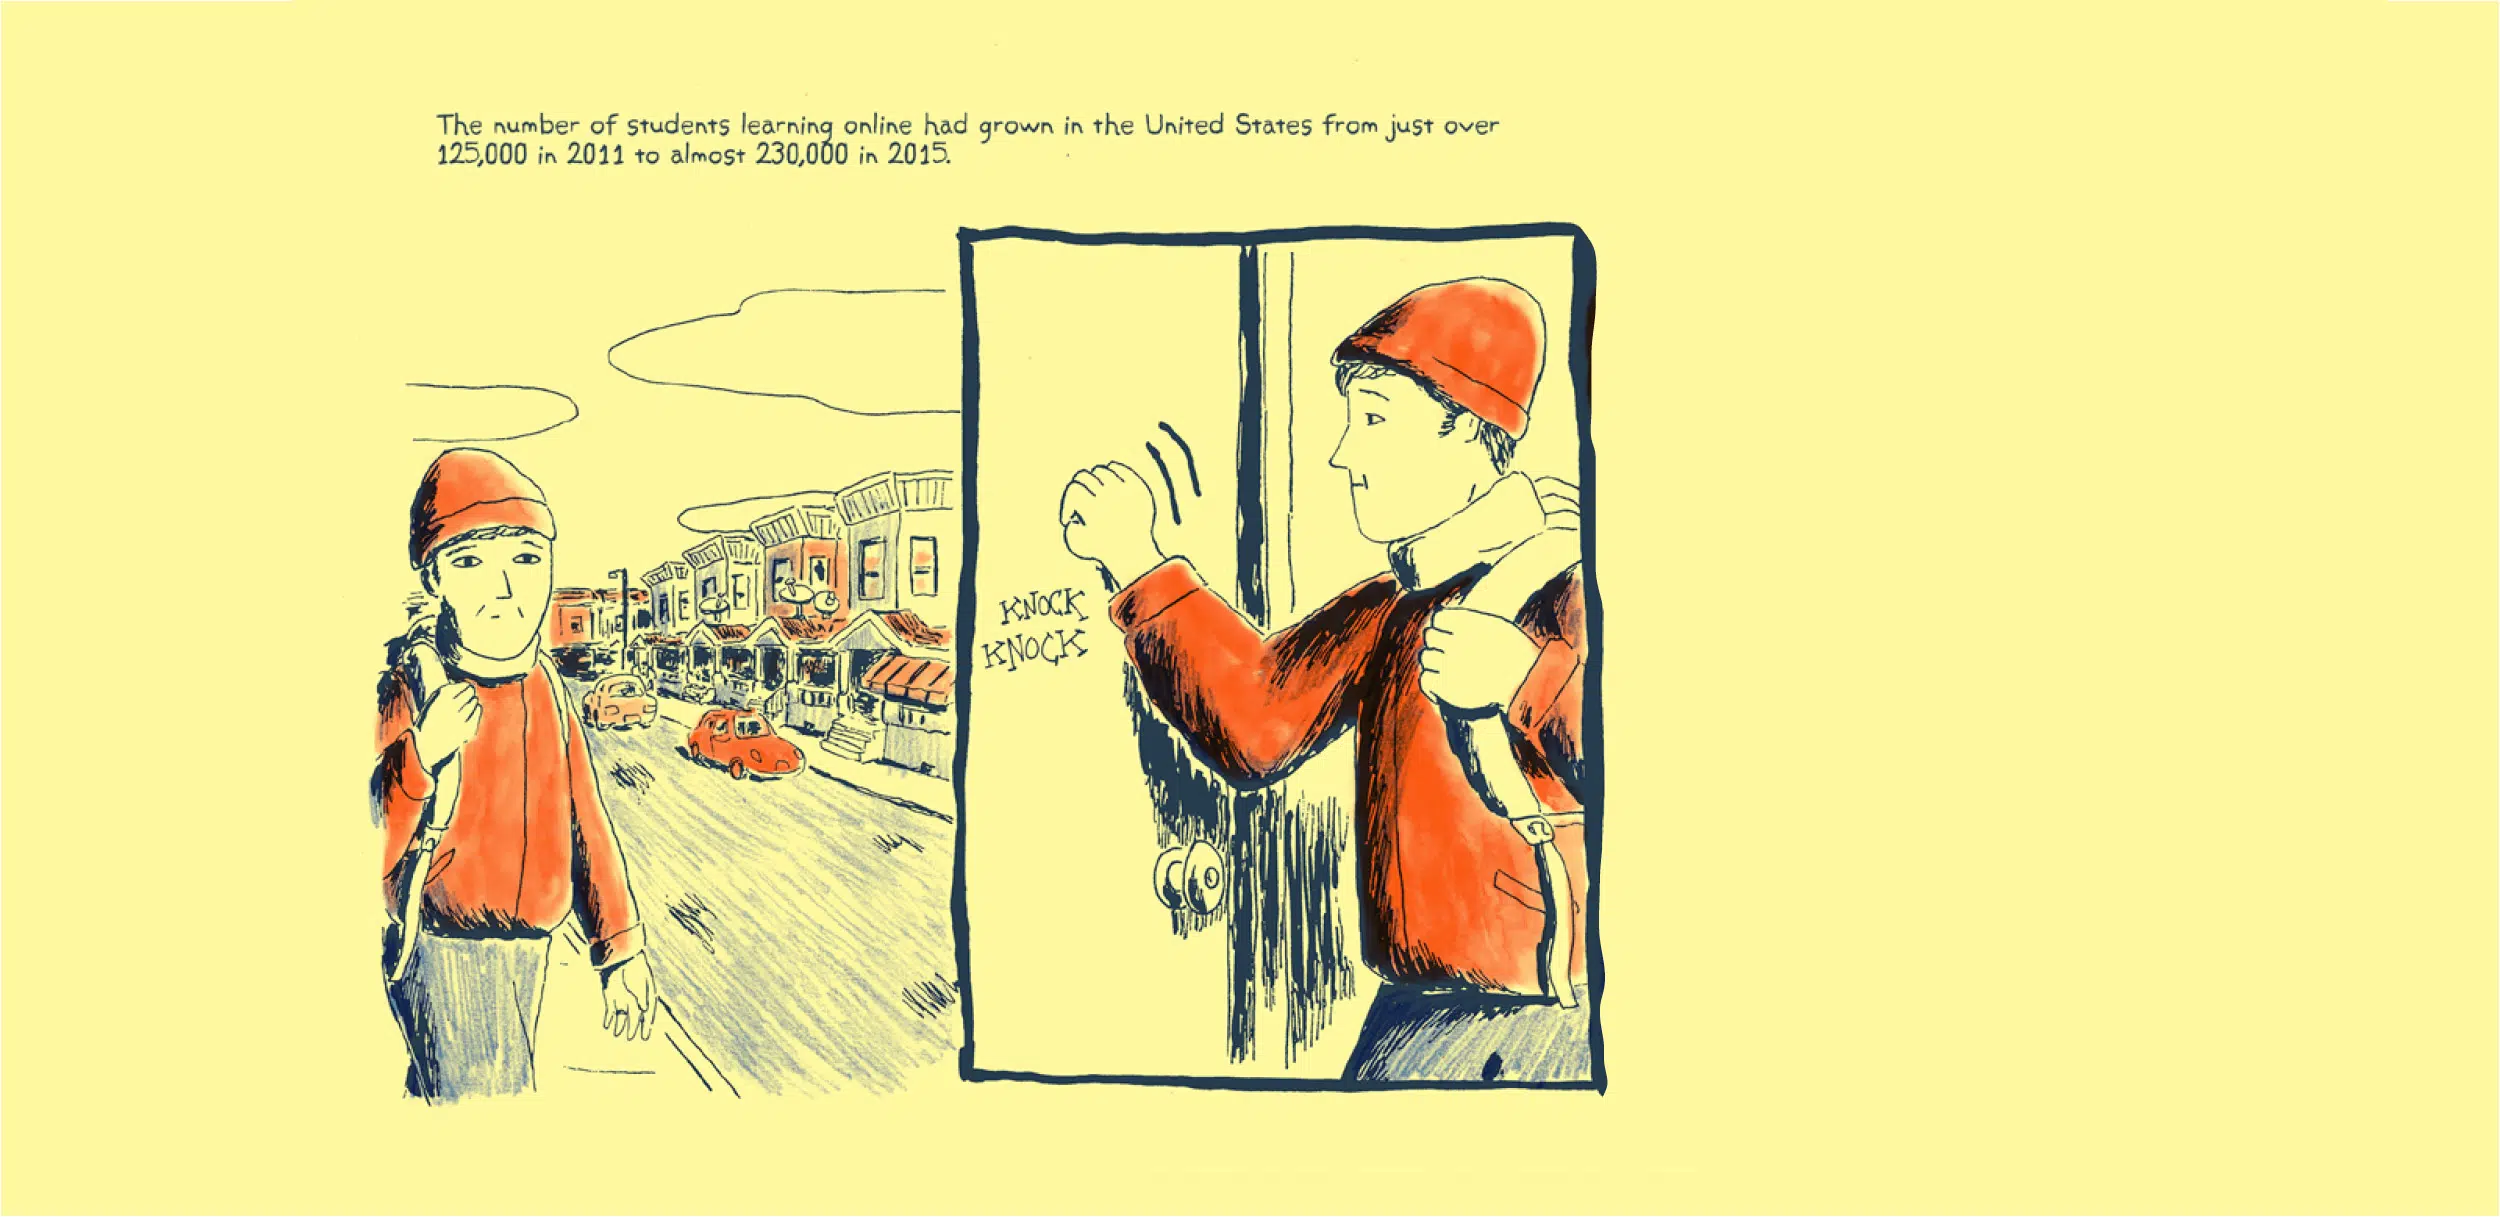 The number of students learning online had grown in the United States from just over
125,000 in 2011 to almost 230,000 in 2015.
KNOCK
KNOCK